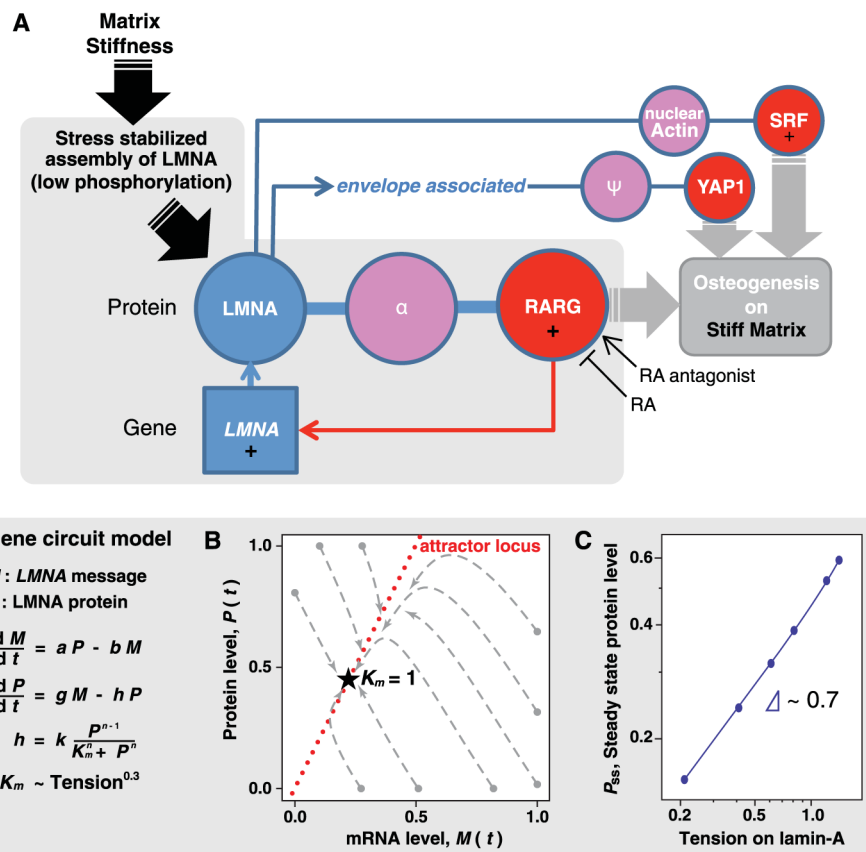 A
Matrix
Stiffness
Stress stabilized
assembly of LMNA
(low phosphorylation)
nuclear
Actin
SRF
+
envelope associated
Ψ
YAP1
Protein
LMNA
α
RARG
+
Osteogenesis
on
Stiff Matrix
RA antagonist
RA
Gene
LMNA
+
ene circuit model
: LMNA message
: LMNA protein
d M
d t
= a P - b M
d P
d t
= g M - h P
h = k P^n-1 / K_m^n + P^n
K_m ~ Tension^0.3
B
attractor locus
1.0
0.5
0.0
Protein level, P ( t )
K_m = 1
0.0 0.5 1.0
mRNA level, M ( t )
C
0.6
0.4
0.2
P_ss, Steady state protein level
~ 0.7
0.2 0.5 1.0
Tension on lamin-A